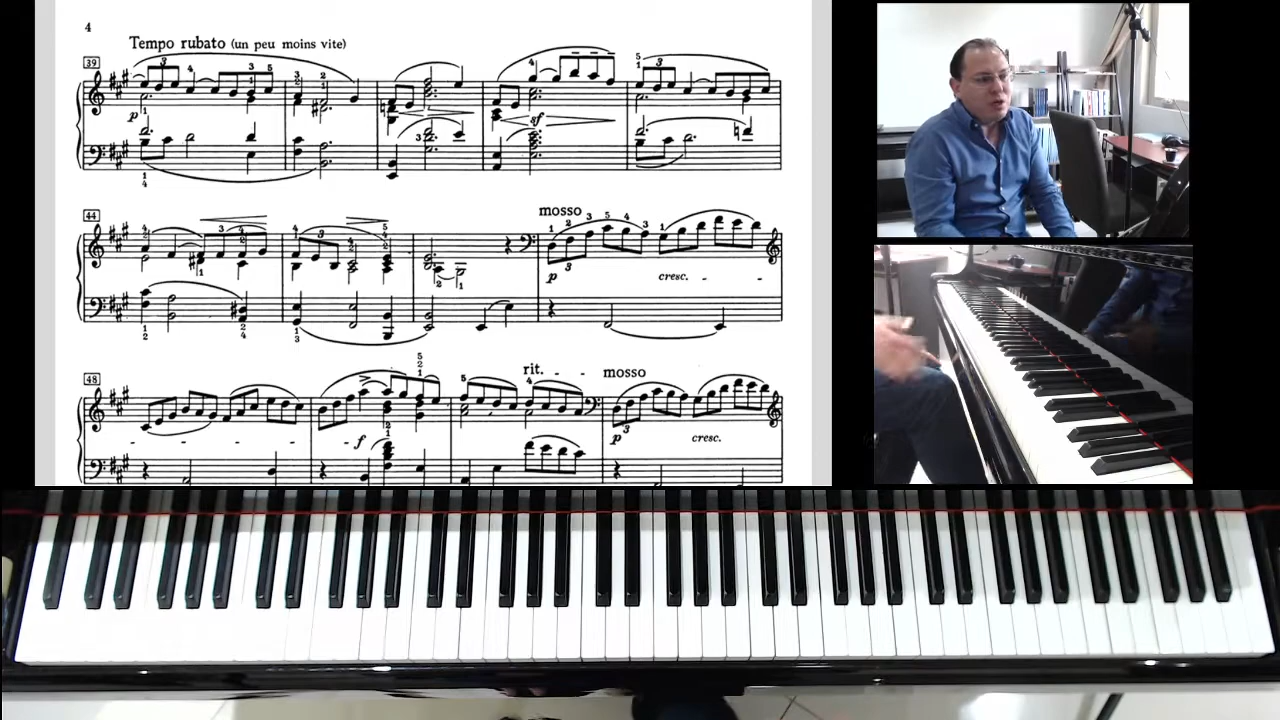 4
Tempo rubato (un peu moins vite)
39
p
sf
44
mosso
p
cresc. - -
48
rit. - -
mosso
- - - - f
p
cresc.